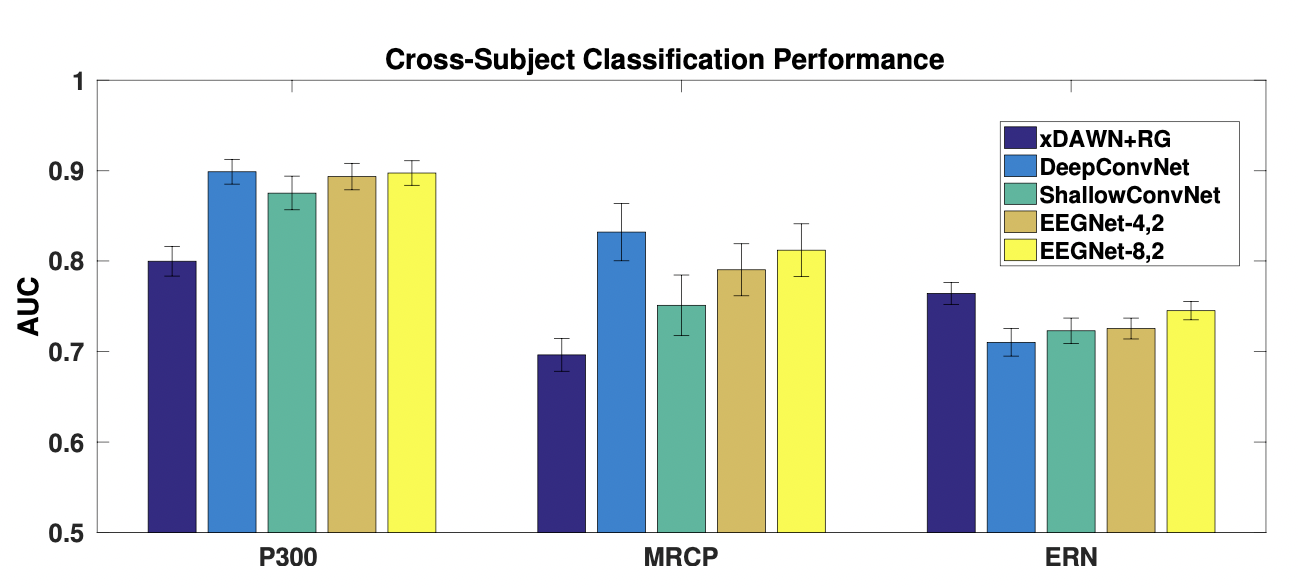 Cross-Subject Classification Performance
1
0.9
0.8
0.7
0.6
0.5
AUC
xDAWN+RG
DeepConvNet
ShallowConvNet
EEGNet-4,2
EEGNet-8,2
P300
MRCP
ERN